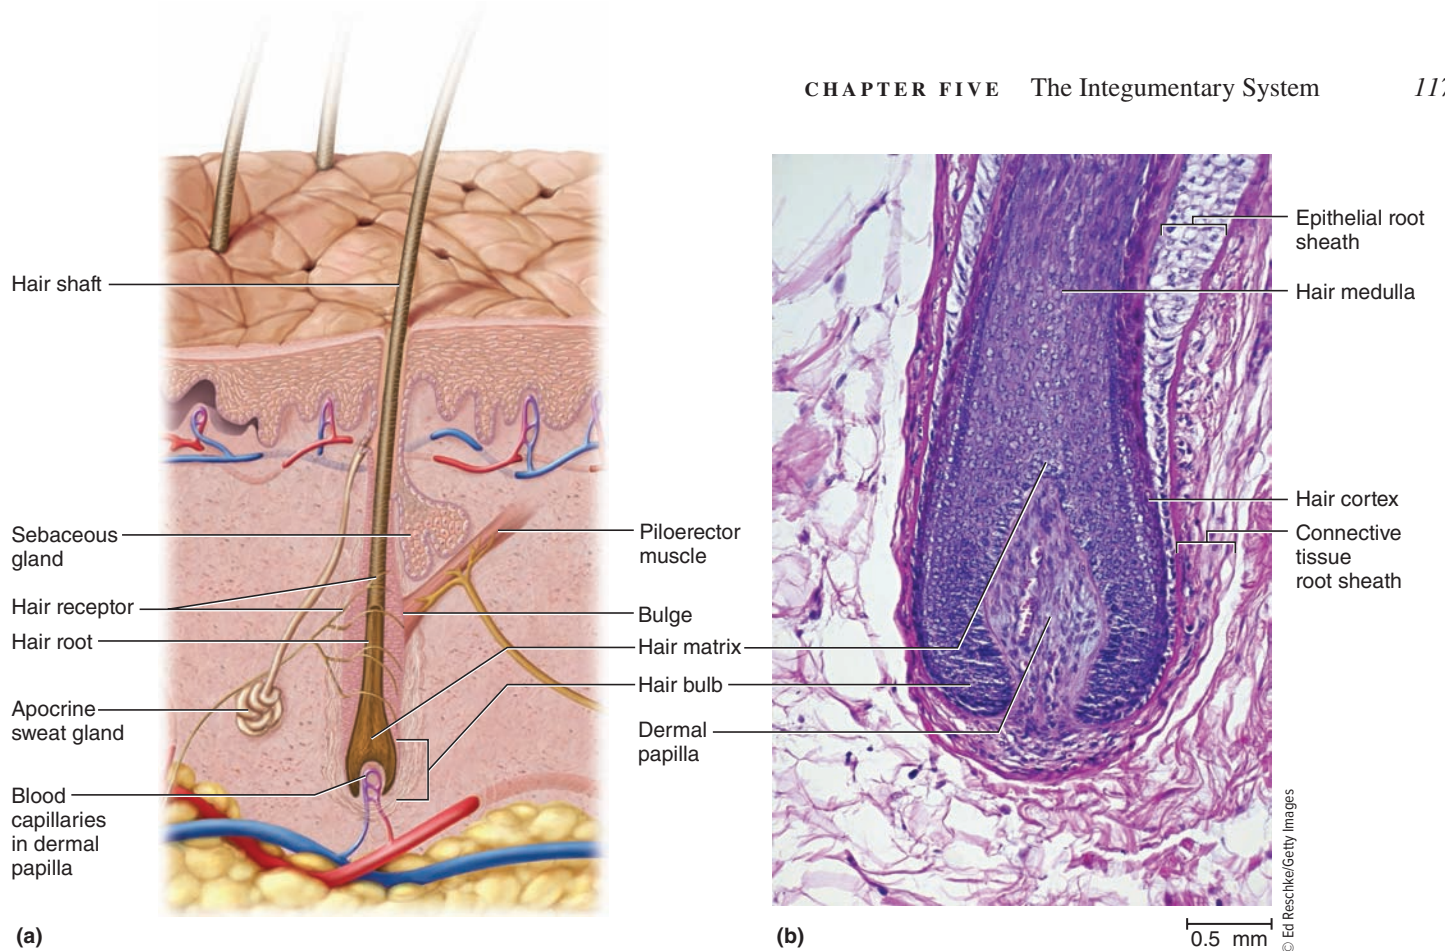 CHAPTER FIVE The Integumentary System
Hair shaft
Sebaceous
gland
Hair receptor
Hair root
Apocrine
sweat gland
Blood
capillaries
in dermal
papilla
Piloerector
muscle
Bulge
Hair matrix
Hair bulb
Dermal
papilla
(a)
Epithelial root
sheath
Hair medulla
Hair cortex
Connective
tissue
root sheath
(b)
0.5 mm
© Ed Reschke/Getty Images